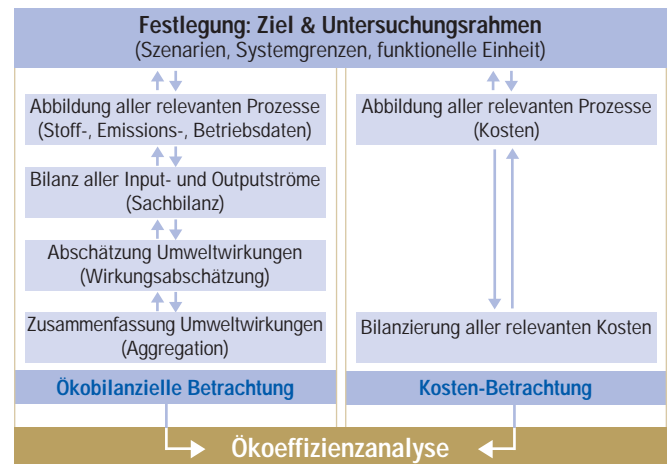 Festlegung: Ziel & Untersuchungsrahmen
(Szenarien, Systemgrenzen, funktionelle Einheit)
Abbildung aller relevanten Prozesse
(Stoff-, Emissions-, Betriebsdaten)
Bilanz aller Input- und Outputströme
(Sachbilanz)
Abschätzung Umweltwirkungen
(Wirkungsabschätzung)
Zusammenfassung Umweltwirkungen
(Aggregation)
Ökobilanzielle Betrachtung
Abbildung aller relevanten Prozesse
(Kosten)
Bilanzierung aller relevanten Kosten
Kosten-Betrachtung
Ökoeffizienzanalyse